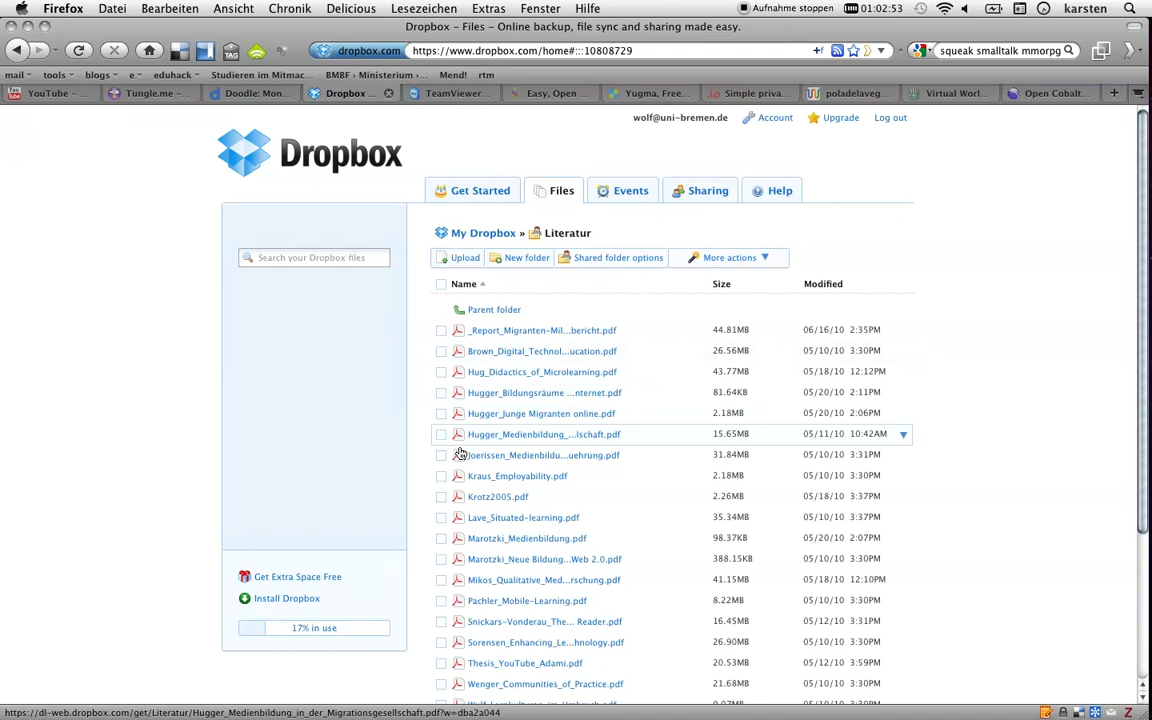 Firefox Datei Bearbeiten Ansicht Chronik Delicious Lesezeichen Extras Fenster Hilfe Aufnahme stoppen 01:02:53 karsten
Dropbox – Files – Online backup, file sync and sharing made easy.
dropbox.com https://www.dropbox.com/home#:::10808729 squeak smalltalk mmorpg
mail tools blogs e eduhack Studieren im Mitmac... BMBF › Ministerium ›... Mend! rtm
YouTube – ... Tungle.me – ... Doodle: Mon... Dropbox ... TeamViewer... Easy, Open ... Yugma, Free... Simple priva... poladelaveg... Virtual Worl... Open Cobalt...
wolf@uni-bremen.de Account Upgrade Log out
Dropbox
Get Started Files Events Sharing Help
My Dropbox » Literatur
Search your Dropbox files
Upload New folder Shared folder options More actions
Name Size Modified
Parent folder
_Report_Migranten-Mil...bericht.pdf 44.81MB 06/16/10 2:35PM
Brown_Digital_Technol...ucation.pdf 26.56MB 05/10/10 3:30PM
Hug_Didactics_of_Microlearning.pdf 43.77MB 05/18/10 12:12PM
Hugger_Bildungsräume ...nternet.pdf 81.64KB 05/20/10 2:11PM
Hugger_Junge Migranten online.pdf 2.18MB 05/20/10 2:06PM
Hugger_Medienbildung_...lschaft.pdf 15.65MB 05/11/10 10:42AM
Joerissen_Medienbildu...uehrung.pdf 31.84MB 05/10/10 3:31PM
Kraus_Employability.pdf 2.18MB 05/10/10 3:30PM
Krotz2005.pdf 2.26MB 05/18/10 3:37PM
Lave_Situated-learning.pdf 35.34MB 05/10/10 3:37PM
Marotzki_Medienbildung.pdf 98.37KB 05/20/10 2:07PM
Marotzki_Neue Bildung...Web 2.0.pdf 388.15KB 05/10/10 3:30PM
Mikos_Qualitative_Med...rschung.pdf 41.15MB 05/18/10 12:10PM
Pachler_Mobile-Learning.pdf 8.22MB 05/10/10 3:30PM
Snickars-Vonderau_The... Reader.pdf 16.45MB 05/12/10 3:31PM
Sorensen_Enhancing_Le...hnology.pdf 26.90MB 05/10/10 3:30PM
Thesis_YouTube_Adami.pdf 20.53MB 05/12/10 3:59PM
Wenger_Communities_of_Practice.pdf 21.68MB 05/10/10 3:30PM
Get Extra Space Free
Install Dropbox
17% in use
https://dl-web.dropbox.com/get/Literatur/Hugger_Medienbildung_in_der_Migrationsgesellschaft.pdf?w=dba2a044